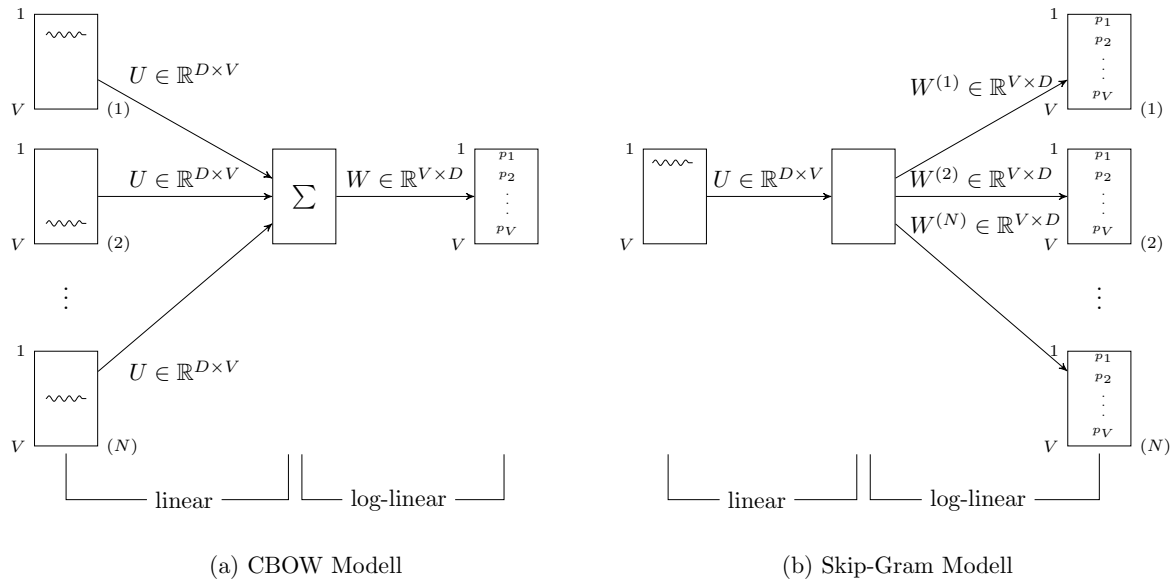 1
V
(1)
U ∈ ℝ^{D×V}
1
V
(2)
U ∈ ℝ^{D×V}
⋮
1
V
(N)
U ∈ ℝ^{D×V}
∑
W ∈ ℝ^{V×D}
1
p_1
p_2
⋮
p_V
V
linear
log-linear
(a) CBOW Modell
1
V
U ∈ ℝ^{D×V}
W^{(1)} ∈ ℝ^{V×D}
1
p_1
p_2
⋮
p_V
V
(1)
W^{(2)} ∈ ℝ^{V×D}
1
p_1
p_2
⋮
p_V
V
(2)
W^{(N)} ∈ ℝ^{V×D}
⋮
1
p_1
p_2
⋮
p_V
V
(N)
linear
log-linear
(b) Skip-Gram Modell